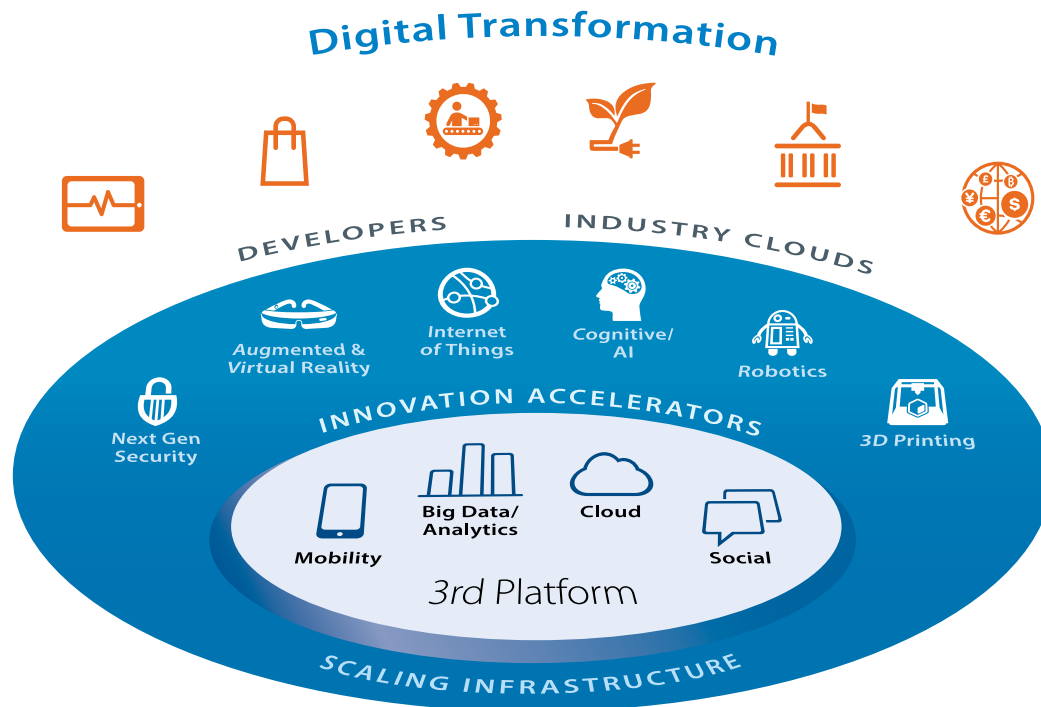 Digital Transformation
DEVELOPERS
INDUSTRY CLOUDS
Augmented &
Virtual Reality
Internet
of Things
Cognitive/
AI
Robotics
Next Gen
Security
3D Printing
INNOVATION ACCELERATORS
Mobility
Big Data/
Analytics
Cloud
Social
3rd Platform
SCALING INFRASTRUCTURE
£
₿
¥
$
€